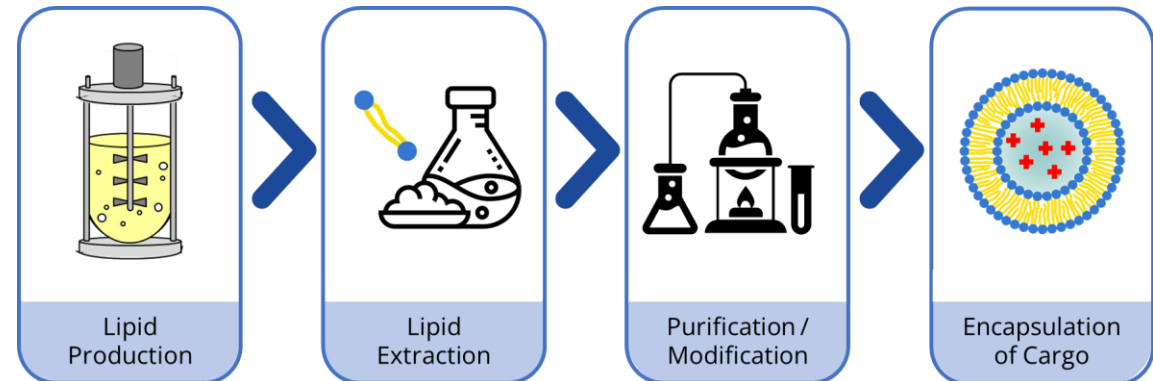 Lipid
Production
Lipid
Extraction
Purification /
Modification
Encapsulation
of Cargo